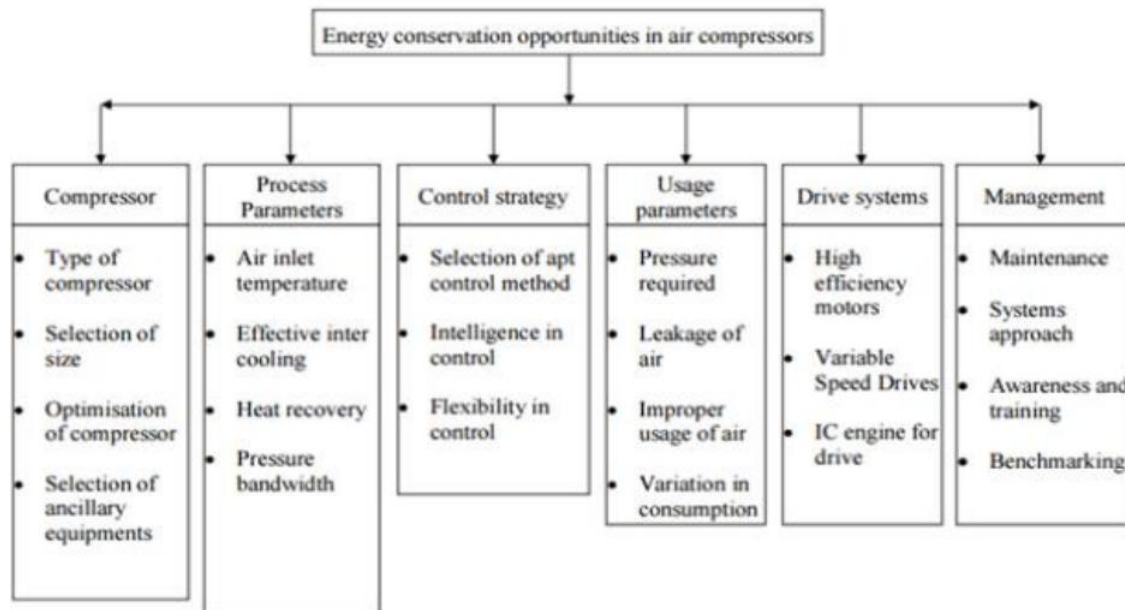 Energy conservation opportunities in air compressors
Compressor
• Type of
compressor
• Selection of
size
• Optimisation
of compressor
• Selection of
ancillary
equipments
Process
Parameters
• Air inlet
temperature
• Effective inter
cooling
• Heat recovery
• Pressure
bandwidth
Control strategy
• Selection of apt
control method
• Intelligence in
control
• Flexibility in
control
Usage
parameters
• Pressure
required
• Leakage of
air
• Improper
usage of air
• Variation in
consumption
Drive systems
• High
efficiency
motors
• Variable
Speed Drives
• IC engine for
drive
Management
• Maintenance
• Systems
approach
• Awareness and
training
• Benchmarking